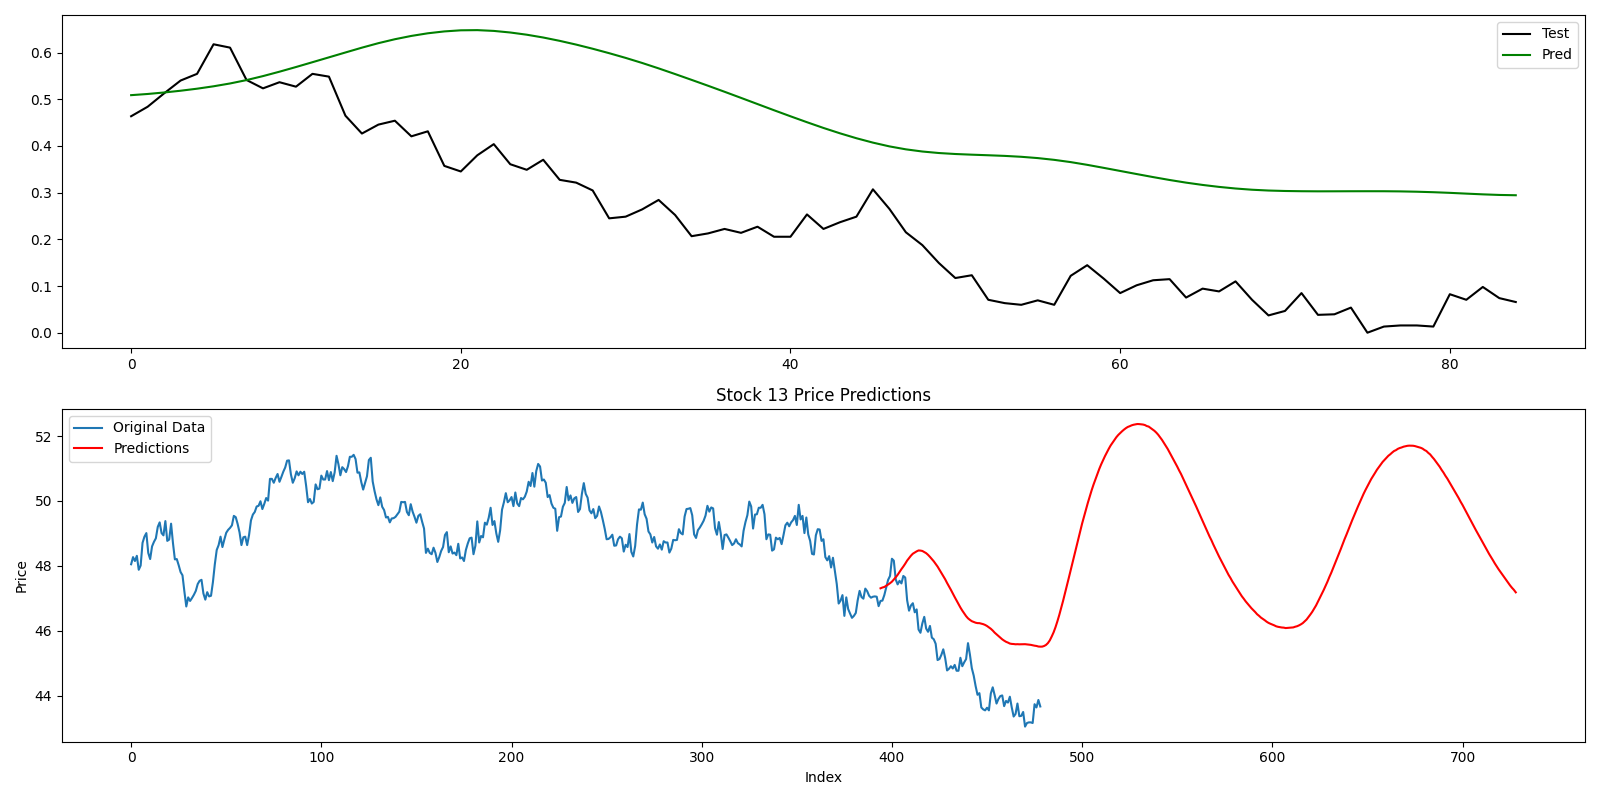 Test
Pred
0.6
0.5
0.4
0.3
0.2
0.1
0.0
0 20 40 60 80
Stock 13 Price Predictions
Original Data
Predictions
Price
52
50
48
46
44
0 100 200 300 400 500 600 700
Index